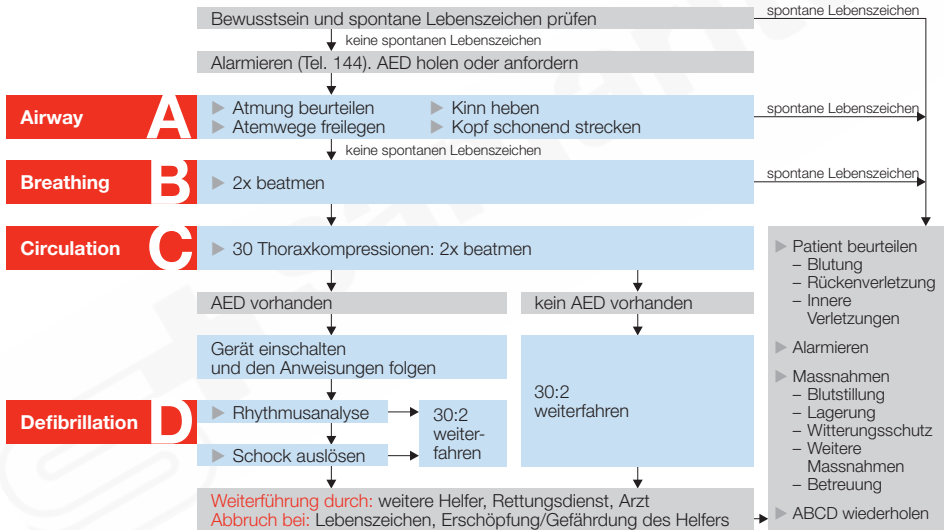 Bewusstsein und spontane Lebenszeichen prüfen
spontane Lebenszeichen
keine spontanen Lebenszeichen
Alarmieren (Tel. 144). AED holen oder anfordern
Airway
A
▶ Atmung beurteilen
▶ Atemwege freilegen
▶ Kinn heben
▶ Kopf schonend strecken
spontane Lebenszeichen
keine spontanen Lebenszeichen
Breathing
B
▶ 2x beatmen
spontane Lebenszeichen
Circulation
C
▶ 30 Thoraxkompressionen: 2x beatmen
AED vorhanden
kein AED vorhanden
Gerät einschalten
und den Anweisungen folgen
Defibrillation
D
▶ Rhythmusanalyse
▶ Schock auslösen
30:2
weiter-
fahren
30:2
weiterfahren
Weiterführung durch: weitere Helfer, Rettungsdienst, Arzt
Abbruch bei: Lebenszeichen, Erschöpfung/Gefährdung des Helfers
▶ Patient beurteilen
– Blutung
– Rückenverletzung
– Innere
Verletzungen
▶ Alarmieren
▶ Massnahmen
– Blutstillung
– Lagerung
– Witterungsschutz
– Weitere
Massnahmen
– Betreuung
▶ ABCD wiederholen